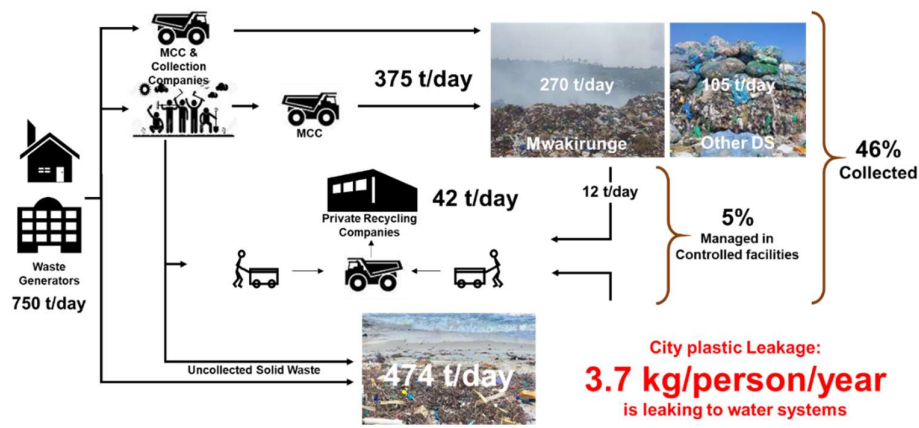 MCC &
Collection
Companies
375 t/day
MCC
270 t/day
Mwakirunge
105 t/day
Other DS
46%
Collected
Waste
Generators
750 t/day
Private Recycling
Companies
42 t/day
12 t/day
5%
Managed in
Controlled facilities
Uncollected Solid Waste
474 t/day
City plastic Leakage:
3.7 kg/person/year
is leaking to water systems